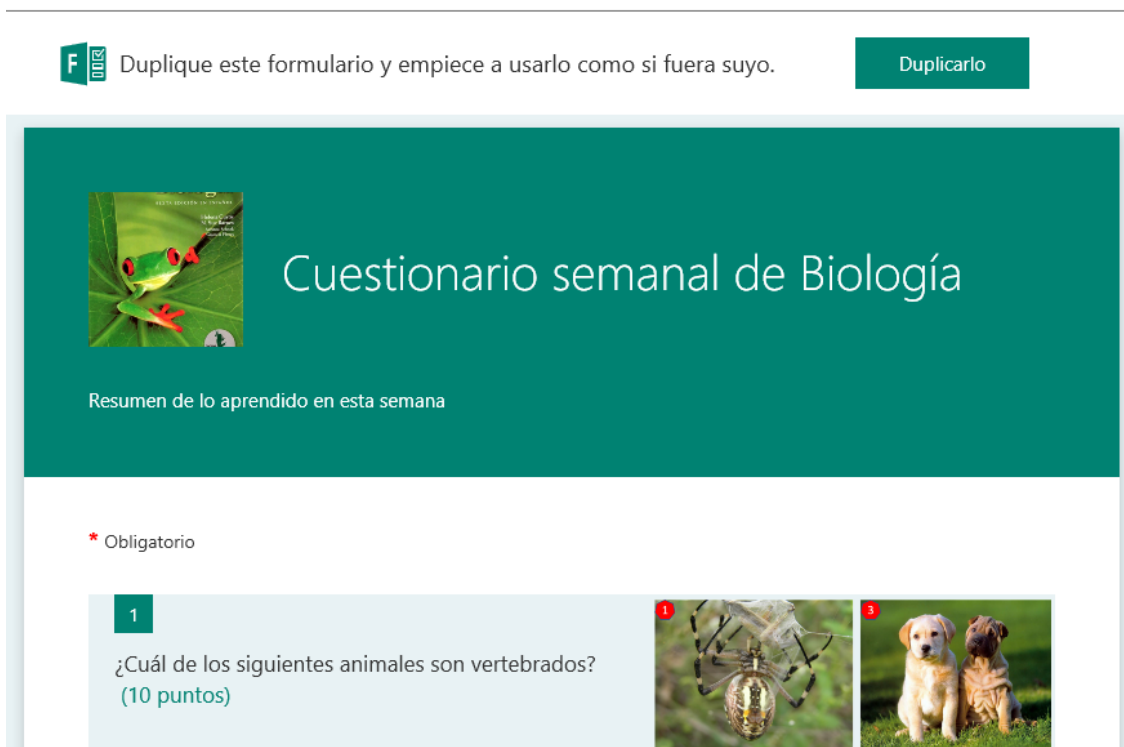 F
Duplique este formulario y empiece a usarlo como si fuera suyo.
Duplicarlo
Cuestionario semanal de Biología
Resumen de lo aprendido en esta semana
* Obligatorio
1
¿Cuál de los siguientes animales son vertebrados?
(10 puntos)
1
3